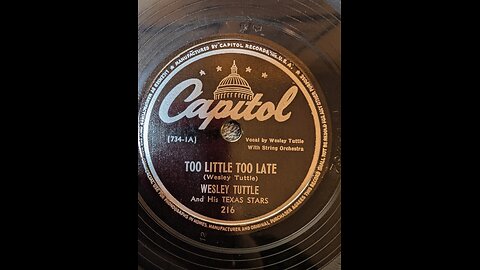 MANUFACTURED BY CAPITOL RECORDS, INC. U.S.A.
Capitol
(734-1A)
Vocal by Wesley Tuttle
With String Orchestra
TOO LITTLE TOO LATE
(Wesley Tuttle)
WESLEY TUTTLE
And His TEXAS STARS
216